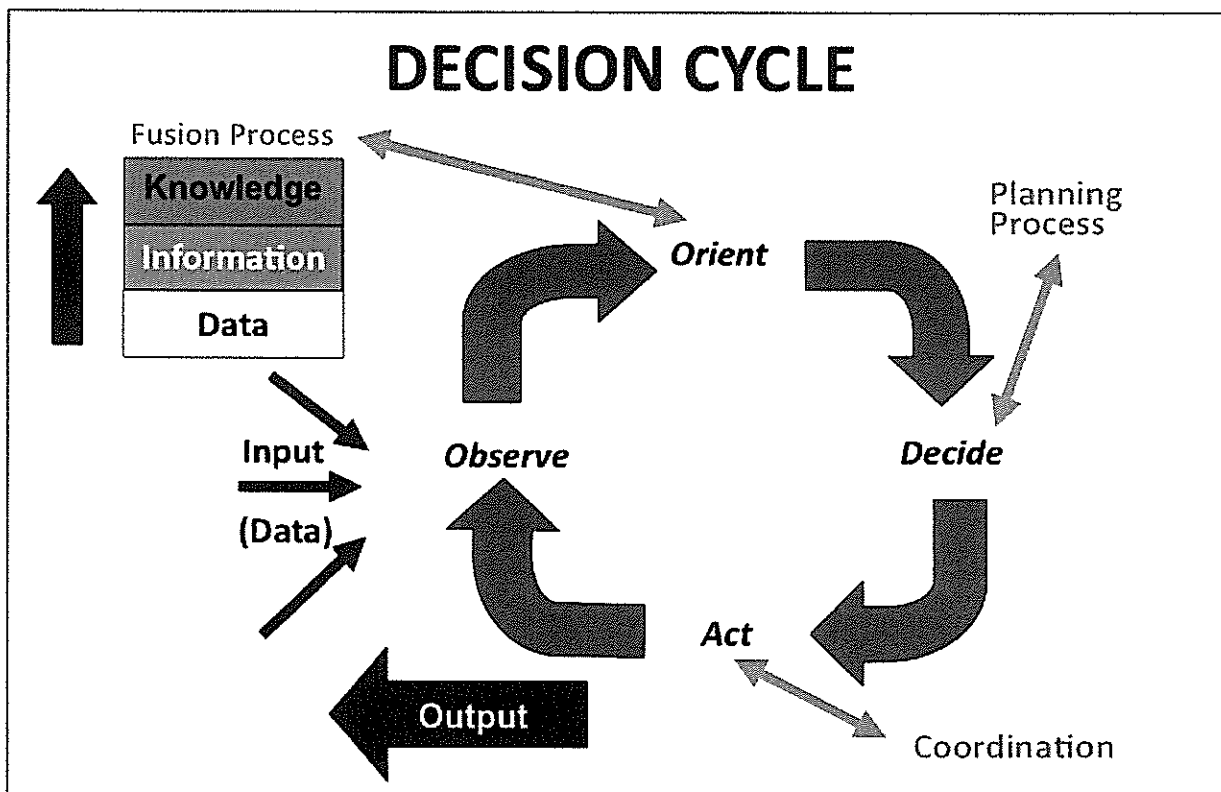 DECISION CYCLE
Fusion Process
Knowledge
Information
Data
Planning
Process
Orient
Input
(Data)
Observe
Decide
Act
Output
Coordination